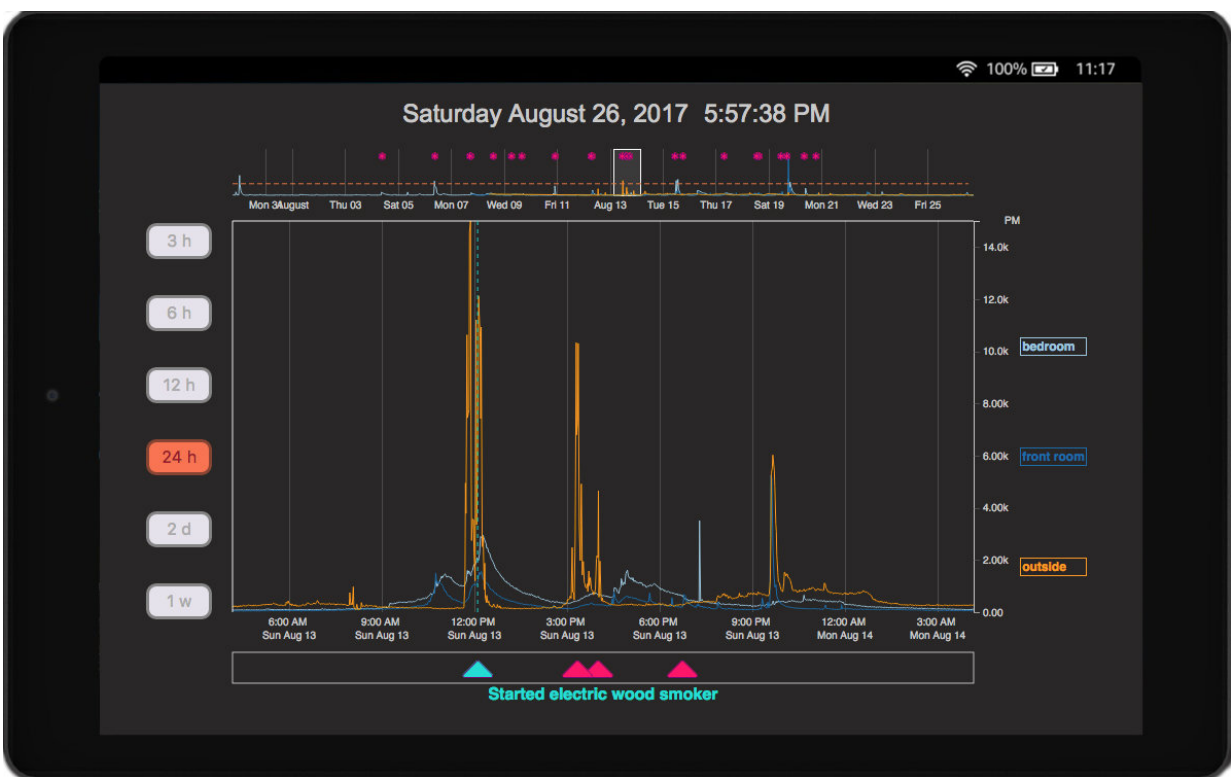 100% 11:17
Saturday August 26, 2017 5:57:38 PM
Mon 31 August Thu 03 Sat 05 Mon 07 Wed 09 Fri 11 Aug 13 Tue 15 Thu 17 Sat 19 Mon 21 Wed 23 Fri 25
PM
3 h
14.0k
6 h
12.0k
10.0k bedroom
12 h
8.00k
24 h
6.00k front room
2 d
4.00k
2.00k outside
1 w
0.00
6:00 AM 9:00 AM 12:00 PM 3:00 PM 6:00 PM 9:00 PM 12:00 AM 3:00 AM
Sun Aug 13 Sun Aug 13 Sun Aug 13 Sun Aug 13 Sun Aug 13 Sun Aug 13 Mon Aug 14 Mon Aug 14
Started electric wood smoker